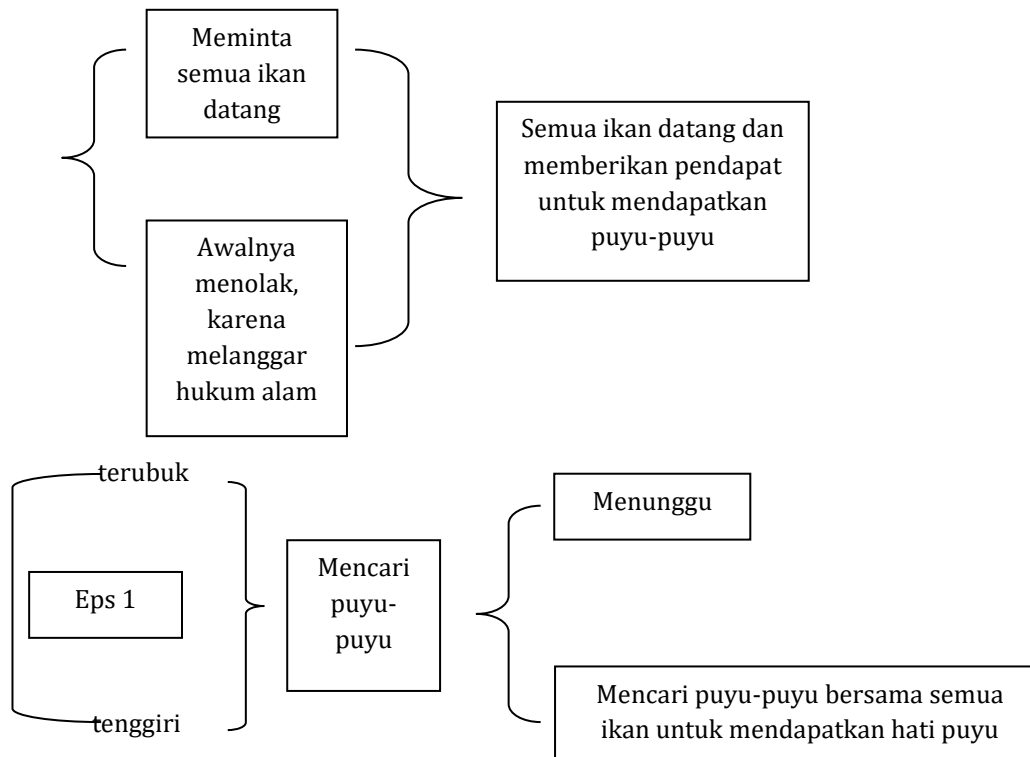 Meminta
semua ikan
datang
Semua ikan datang dan
memberikan pendapat
untuk mendapatkan
puyu-puyu
Awalnya
menolak,
karena
melanggar
hukum alam
terubuk
Eps 1
tenggiri
Mencari
puyu-
puyu
Menunggu
Mencari puyu-puyu bersama semua
ikan untuk mendapatkan hati puyu